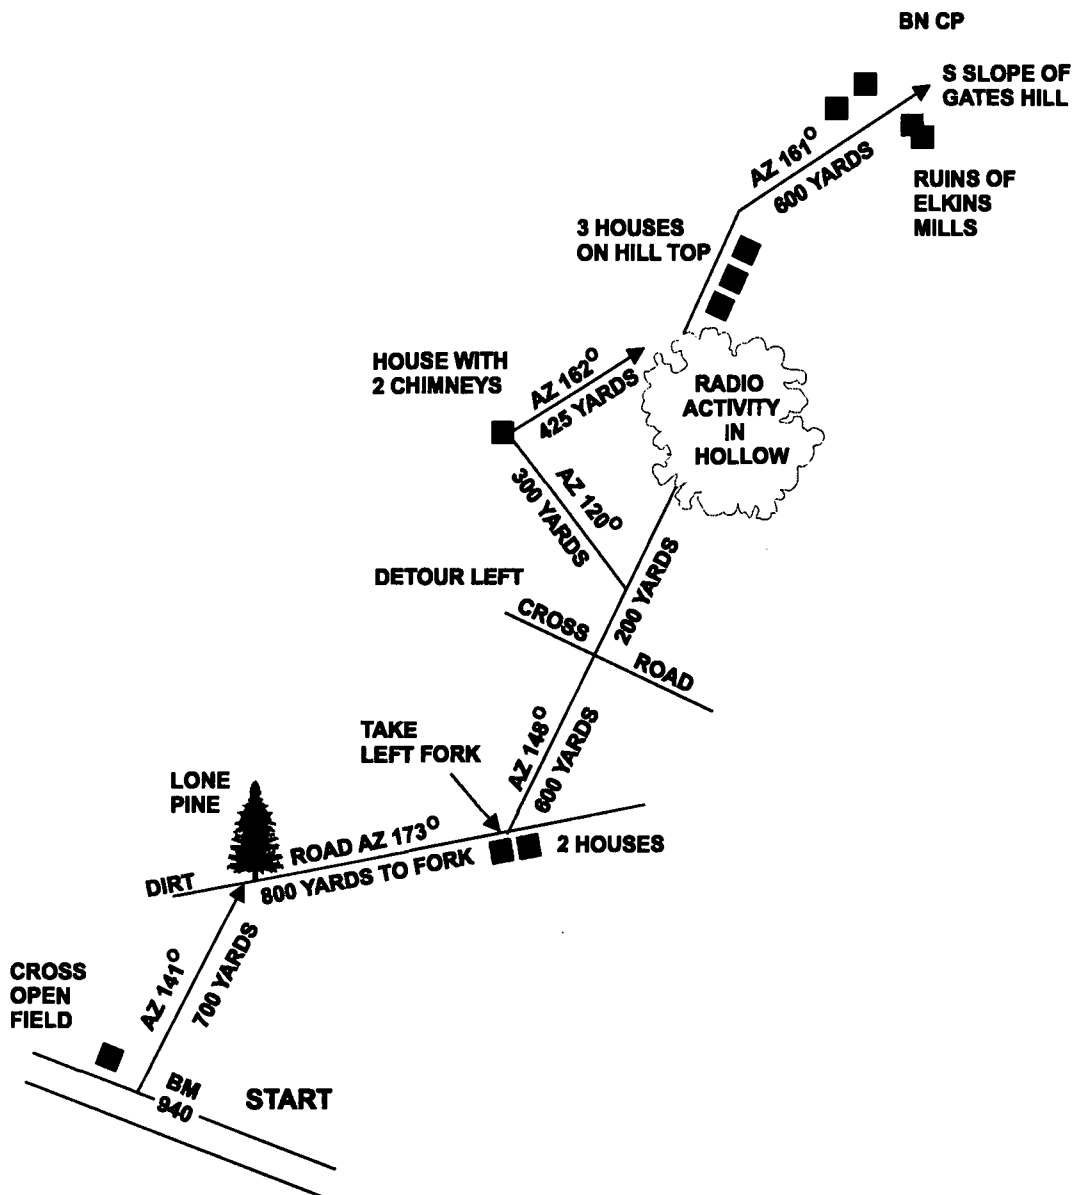 BN CP
S SLOPE OF
GATES HILL
AZ 161°
600 YARDS
RUINS OF
ELKINS
MILLS
3 HOUSES
ON HILL TOP
HOUSE WITH
2 CHIMNEYS
AZ 162°
425 YARDS
RADIO
ACTIVITY
IN
HOLLOW
AZ 120°
300 YARDS
DETOUR LEFT
200 YARDS
CROSS
ROAD
TAKE
LEFT FORK
AZ 148°
600 YARDS
LONE
PINE
ROAD AZ 173°
2 HOUSES
DIRT
800 YARDS TO FORK
CROSS
OPEN
FIELD
AZ 141°
700 YARDS
BM
940
START